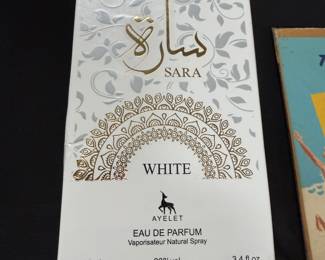 سارة
SARA
WHITE
AYELET
EAU DE PARFUM
Vaporisateur Natural Spray
3.4 fl oz